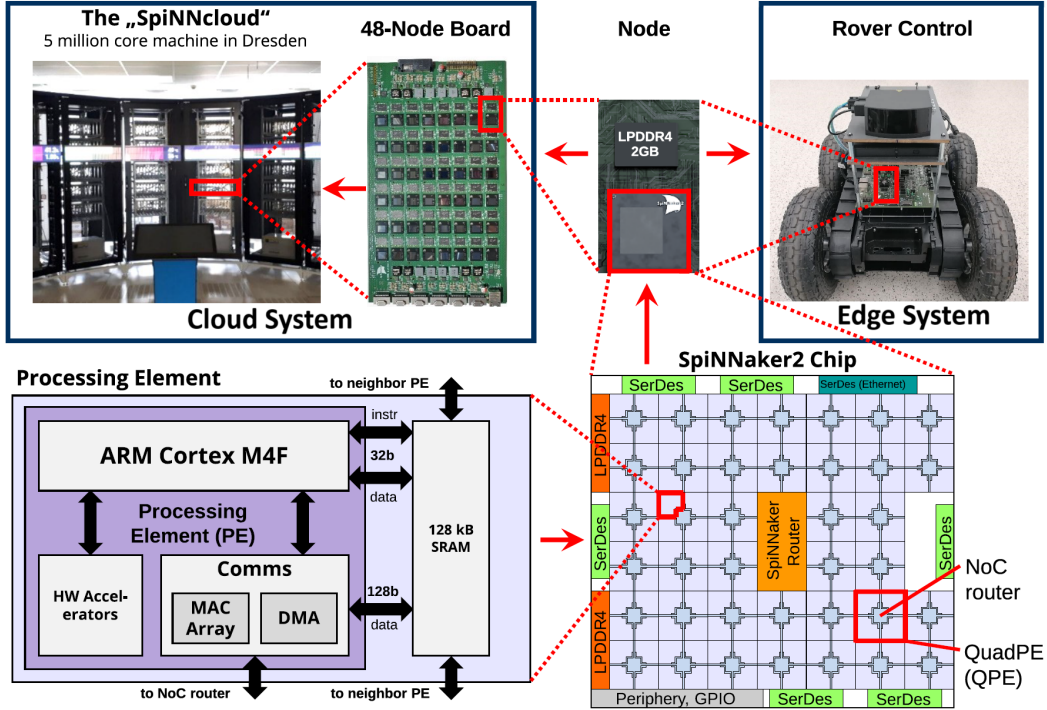 The „SpiNNcloud“
5 million core machine in Dresden
48-Node Board
Node
Rover Control
LPDDR4
2GB
Cloud System
Edge System
SpiNNaker2 Chip
Processing Element
to neighbor PE
instr
ARM Cortex M4F
32b
data
Processing
Element (PE)
128 kB
SRAM
Comms
HW Accel-
erators
MAC
Array
DMA
128b
data
to NoC router
to neighbor PE
SerDes
SerDes
SerDes (Ethernet)
LPDDR4
SerDes
SpiNNaker
Router
SerDes
NoC
router
LPDDR4
QuadPE
(QPE)
Periphery, GPIO
SerDes
SerDes